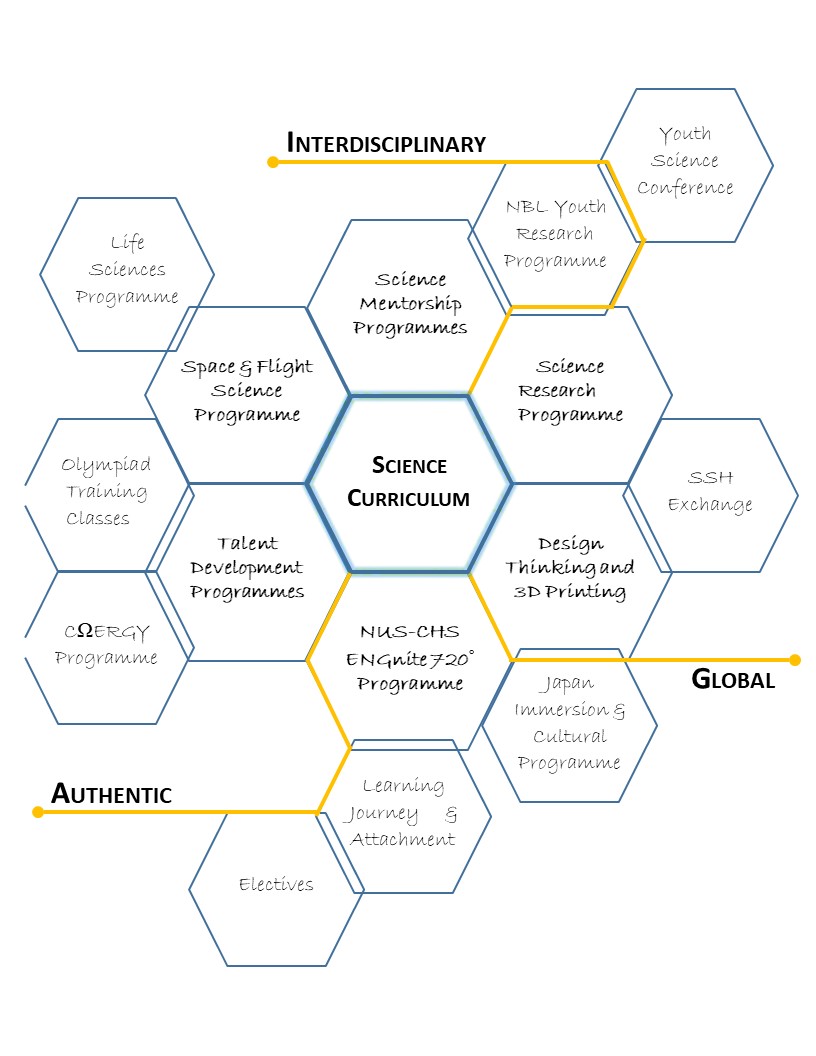 INTERDISCIPLINARY
Youth
Science
Conference
NBL Youth
Research
Programme
Life
Sciences
Programme
Science
Mentorship
Programmes
Space & Flight
Science
Programme
Science
Research
Programme
SCIENCE
CURRICULUM
Olympiad
Training
Classes
SSH
Exchange
Talent
Development
Programmes
Design
Thinking and
3D Printing
CΩERGY
Programme
NUS-CHS
ENGnite 720°
Programme
GLOBAL
Japan
Immersion &
Cultural
Programme
AUTHENTIC
Learning
Journey &
Attachment
Electives